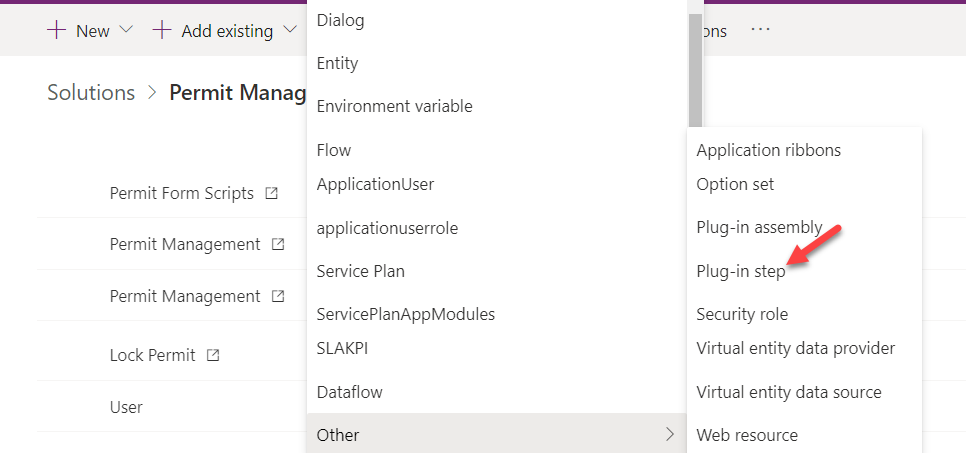 New
Add existing
ons
...
Solutions > Permit Manag
Permit Form Scripts
Permit Management
Permit Management
Lock Permit
User
Dialog
Entity
Environment variable
Flow
ApplicationUser
applicationuserrole
Service Plan
ServicePlanAppModules
SLAKPI
Dataflow
Other
Application ribbons
Option set
Plug-in assembly
Plug-in step
Security role
Virtual entity data provider
Virtual entity data source
Web resource